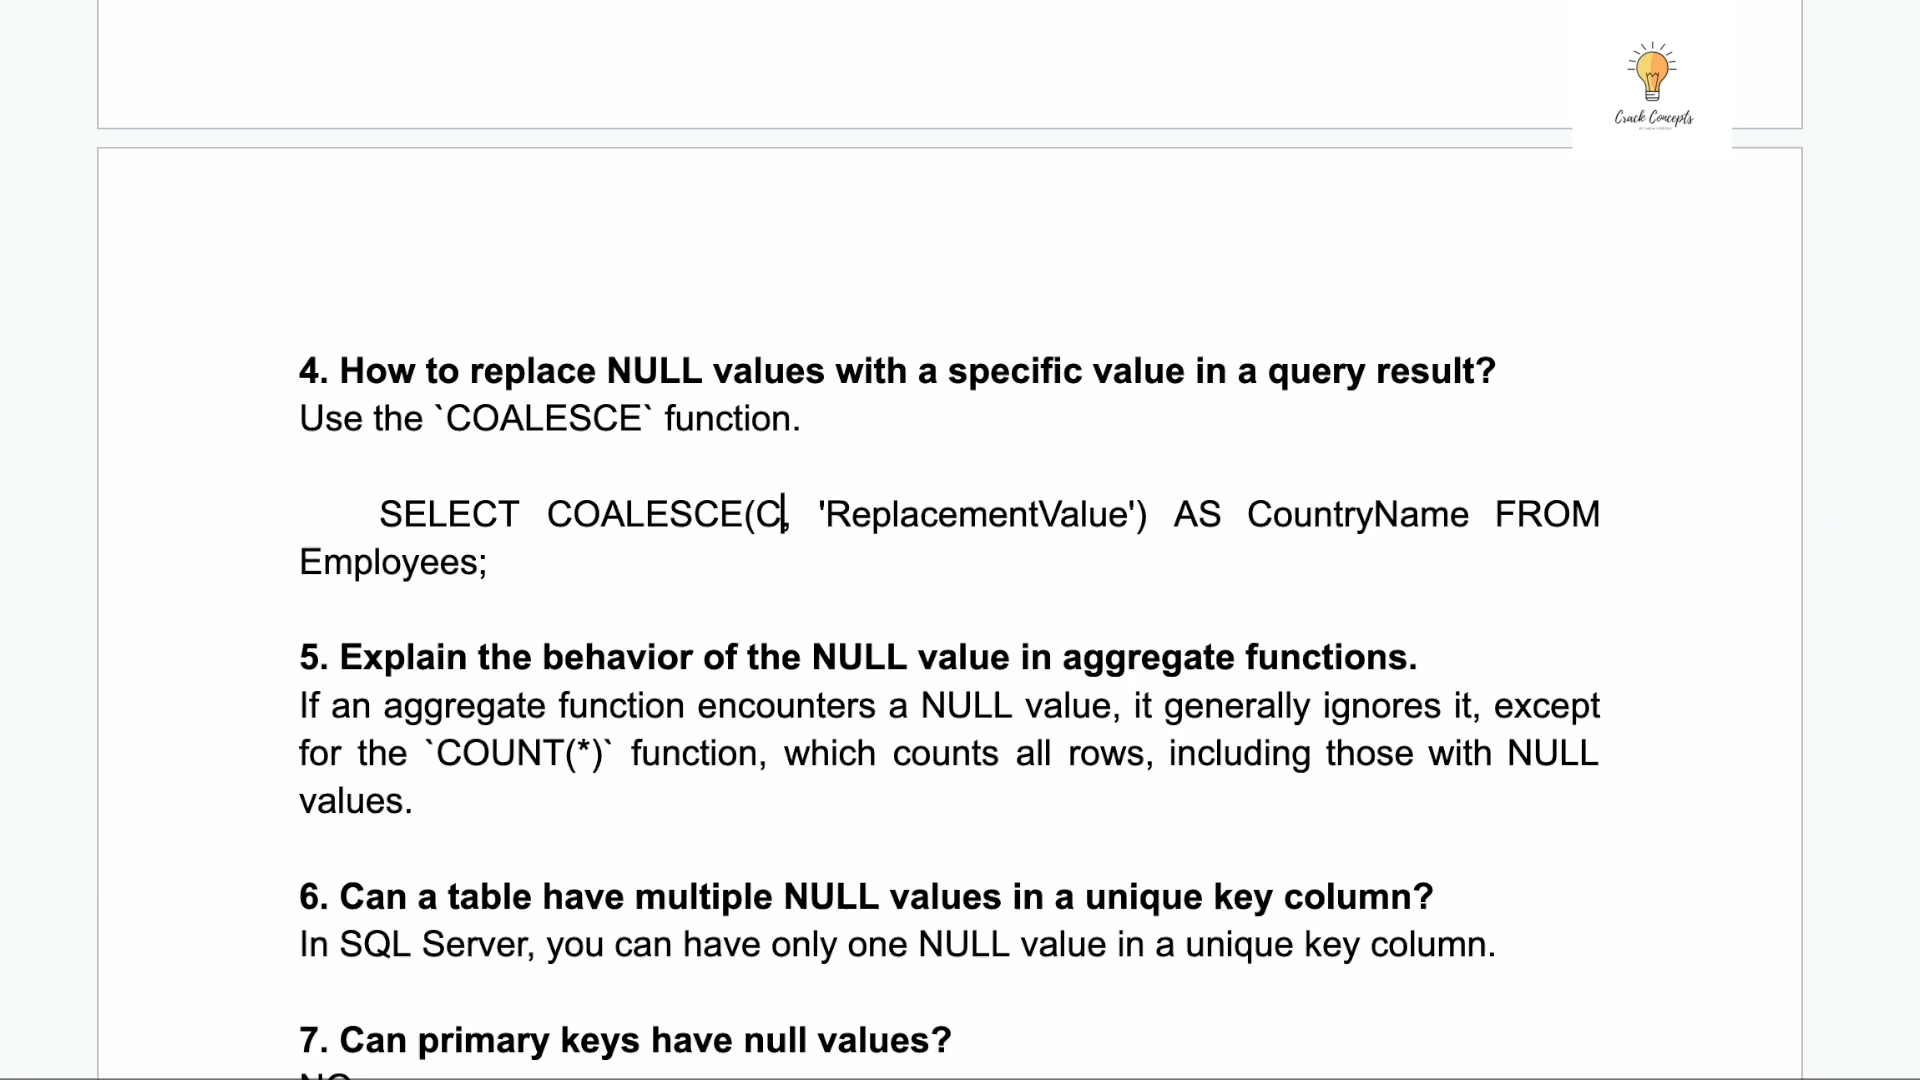 Crack Concepts
4. How to replace NULL values with a specific value in a query result?
Use the `COALESCE` function.
SELECT COALESCE(C, 'ReplacementValue') AS CountryName FROM
Employees;
5. Explain the behavior of the NULL value in aggregate functions.
If an aggregate function encounters a NULL value, it generally ignores it, except
for the `COUNT(*)` function, which counts all rows, including those with NULL
values.
6. Can a table have multiple NULL values in a unique key column?
In SQL Server, you can have only one NULL value in a unique key column.
7. Can primary keys have null values?